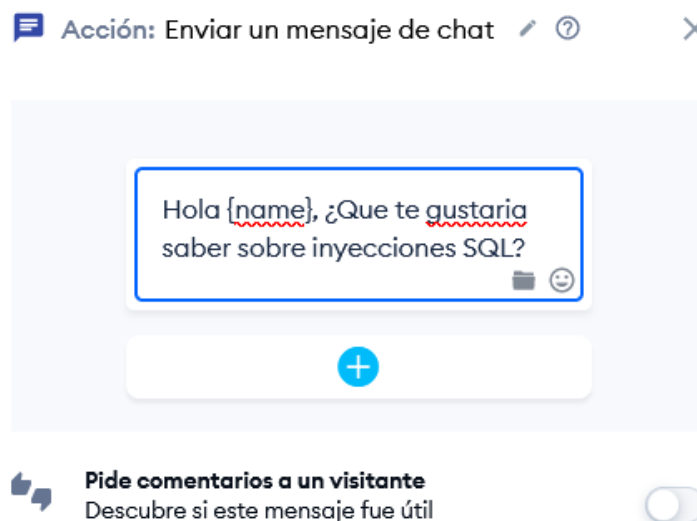 Acción: Enviar un mensaje de chat
Hola {name}, ¿Que te gustaria
saber sobre inyecciones SQL?
Pide comentarios a un visitante
Descubre si este mensaje fue útil